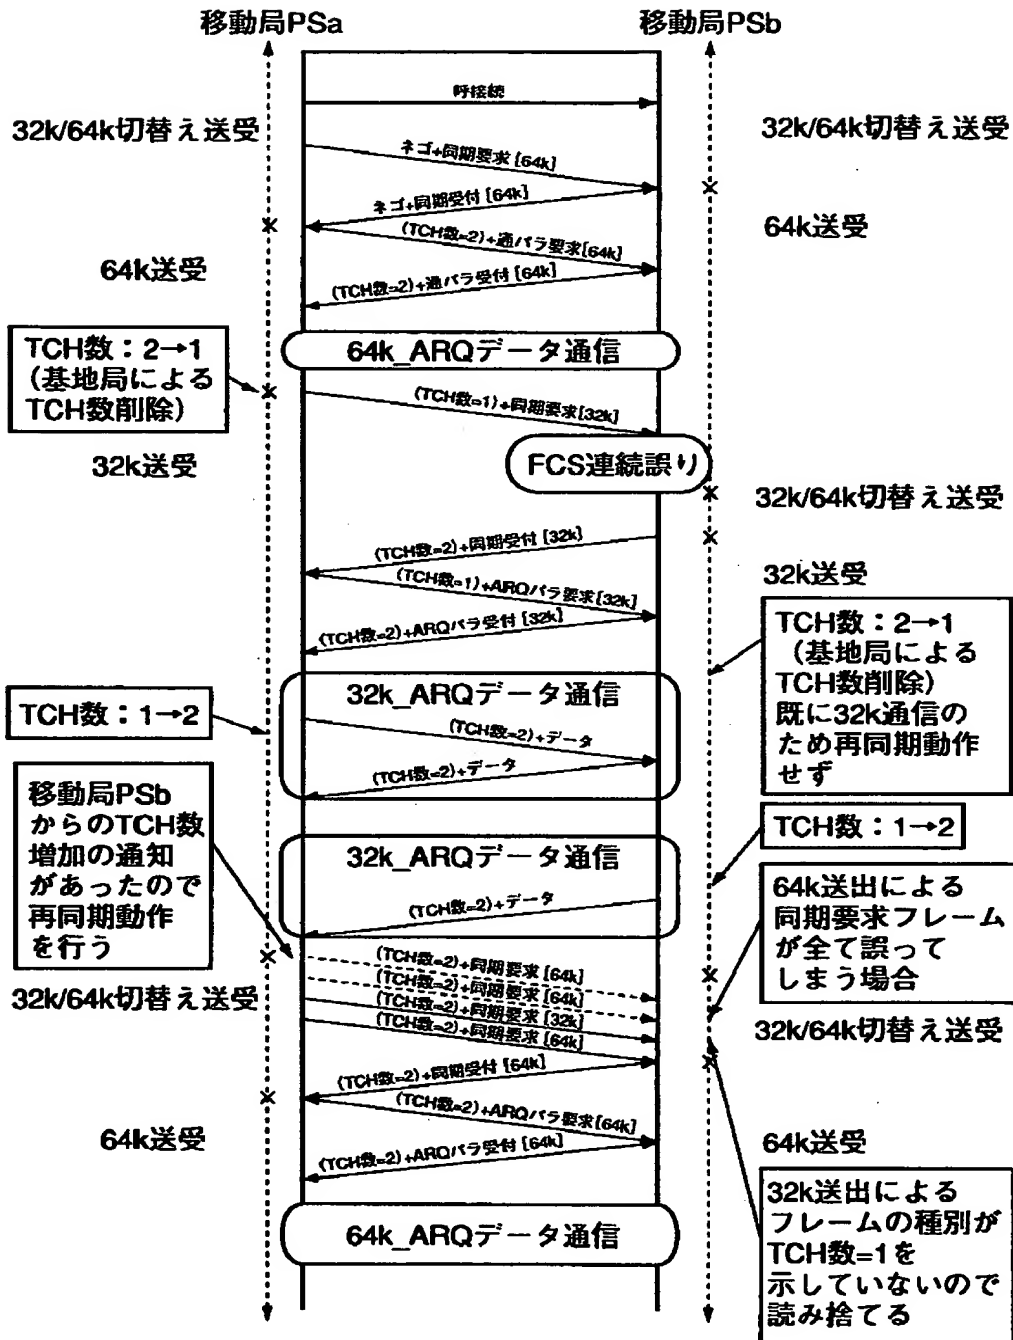 移動局PSa
移動局PSb
呼接続
32k/64k切替え送受
32k/64k切替え送受
ネゴ+同期要求 [64k]
ネゴ+同期受付 [64k]
64k送受
(TCH数=2)+通パラ要求[64k]
64k送受
(TCH数=2)+通パラ受付 [64k]
64k_ARQデータ通信
TCH数：2→1
（基地局による
TCH数削除）
(TCH数=1)+同期要求[32k]
32k送受
FCS連続誤り
32k/64k切替え送受
(TCH数=2)+同期受付 [32k]
(TCH数=1)+ARQパラ要求[32k]
32k送受
(TCH数=2)+ARQパラ受付 [32k]
TCH数：2→1
（基地局による
TCH数削除）
既に32k通信の
ため再同期動作
せず
32k_ARQデータ通信
TCH数：1→2
(TCH数=2)+データ
(TCH数=2)+データ
移動局PSb
からのTCH数
増加の通知
があったので
再同期動作
を行う
TCH数：1→2
32k_ARQデータ通信
(TCH数=2)+データ
64k送出による
同期要求フレーム
が全て誤って
しまう場合
(TCH数=2)+同期要求 [64k]
(TCH数=2)+同期要求 [64k]
(TCH数=2)+同期要求 [32k]
(TCH数=2)+同期要求 [64k]
32k/64k切替え送受
32k/64k切替え送受
(TCH数=2)+同期受付 [64k]
(TCH数=2)+ARQパラ要求 [64k]
64k送受
64k送受
(TCH数=2)+ARQパラ受付 [64k]
32k送出による
フレームの種別が
TCH数=1を
示していないので
読み捨てる
64k_ARQデータ通信